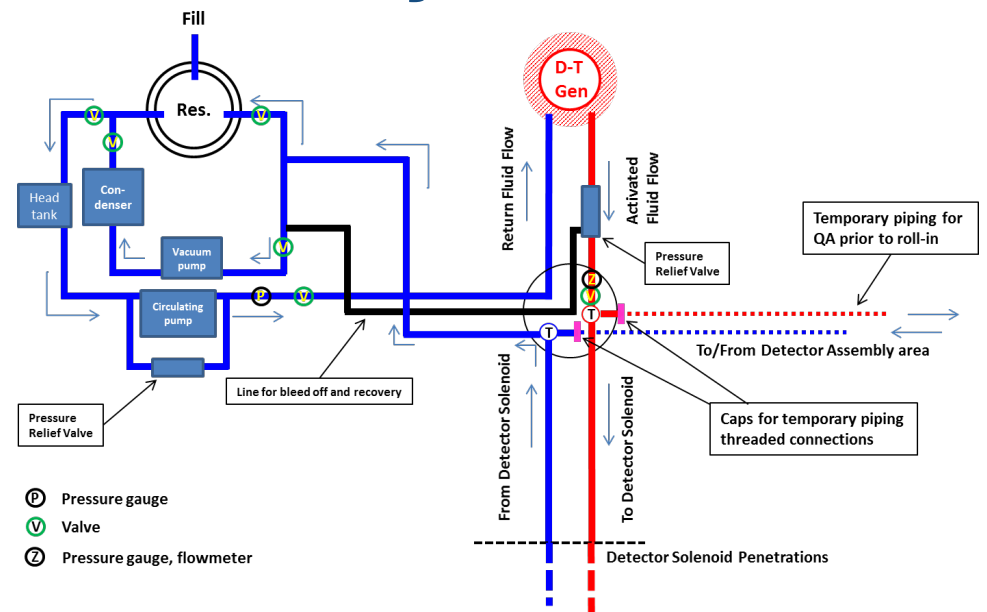 Fill
D-T
Gen
Res.
V
V
V
Head
tank
Con-
denser
Vacuum
pump
V
Circulating
pump
P
V
Pressure
Relief Valve
Line for bleed off and recovery
Return Fluid Flow
Activated
Fluid Flow
Pressure
Relief Valve
Z
V
T
T
Temporary piping for
QA prior to roll-in
To/From Detector Assembly area
Caps for temporary piping
threaded connections
From Detector Solenoid
To Detector Solenoid
Detector Solenoid Penetrations
P Pressure gauge
V Valve
Z Pressure gauge, flowmeter